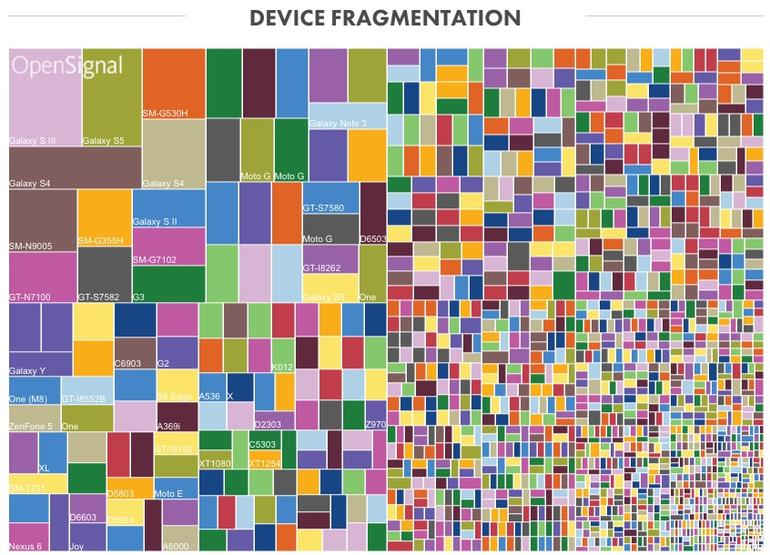 DEVICE FRAGMENTATION
OpenSignal
Galaxy S III
Galaxy S5
SM-G530H
Galaxy Note 3
Galaxy S4
Galaxy S4
Moto G
Moto G
SM-N9005
SM-G355H
Galaxy S II
GT-S7580
SM-G7102
Moto G
D6503
GT-I8262
GT-N7100
GT-S7582
G3
Galaxy S5
One
Galaxy Y
C6903
G2
K012
One (M8)
GT-I8552B
S6 Edge
A536
X
ZenFone 5
One
A369i
D2303
Z970
XL
GT-I9190
C5303
XT1080
XT1254
SM-T211
D5803
Moto E
D6603
D5503
Nexus 6
Joy
A6000